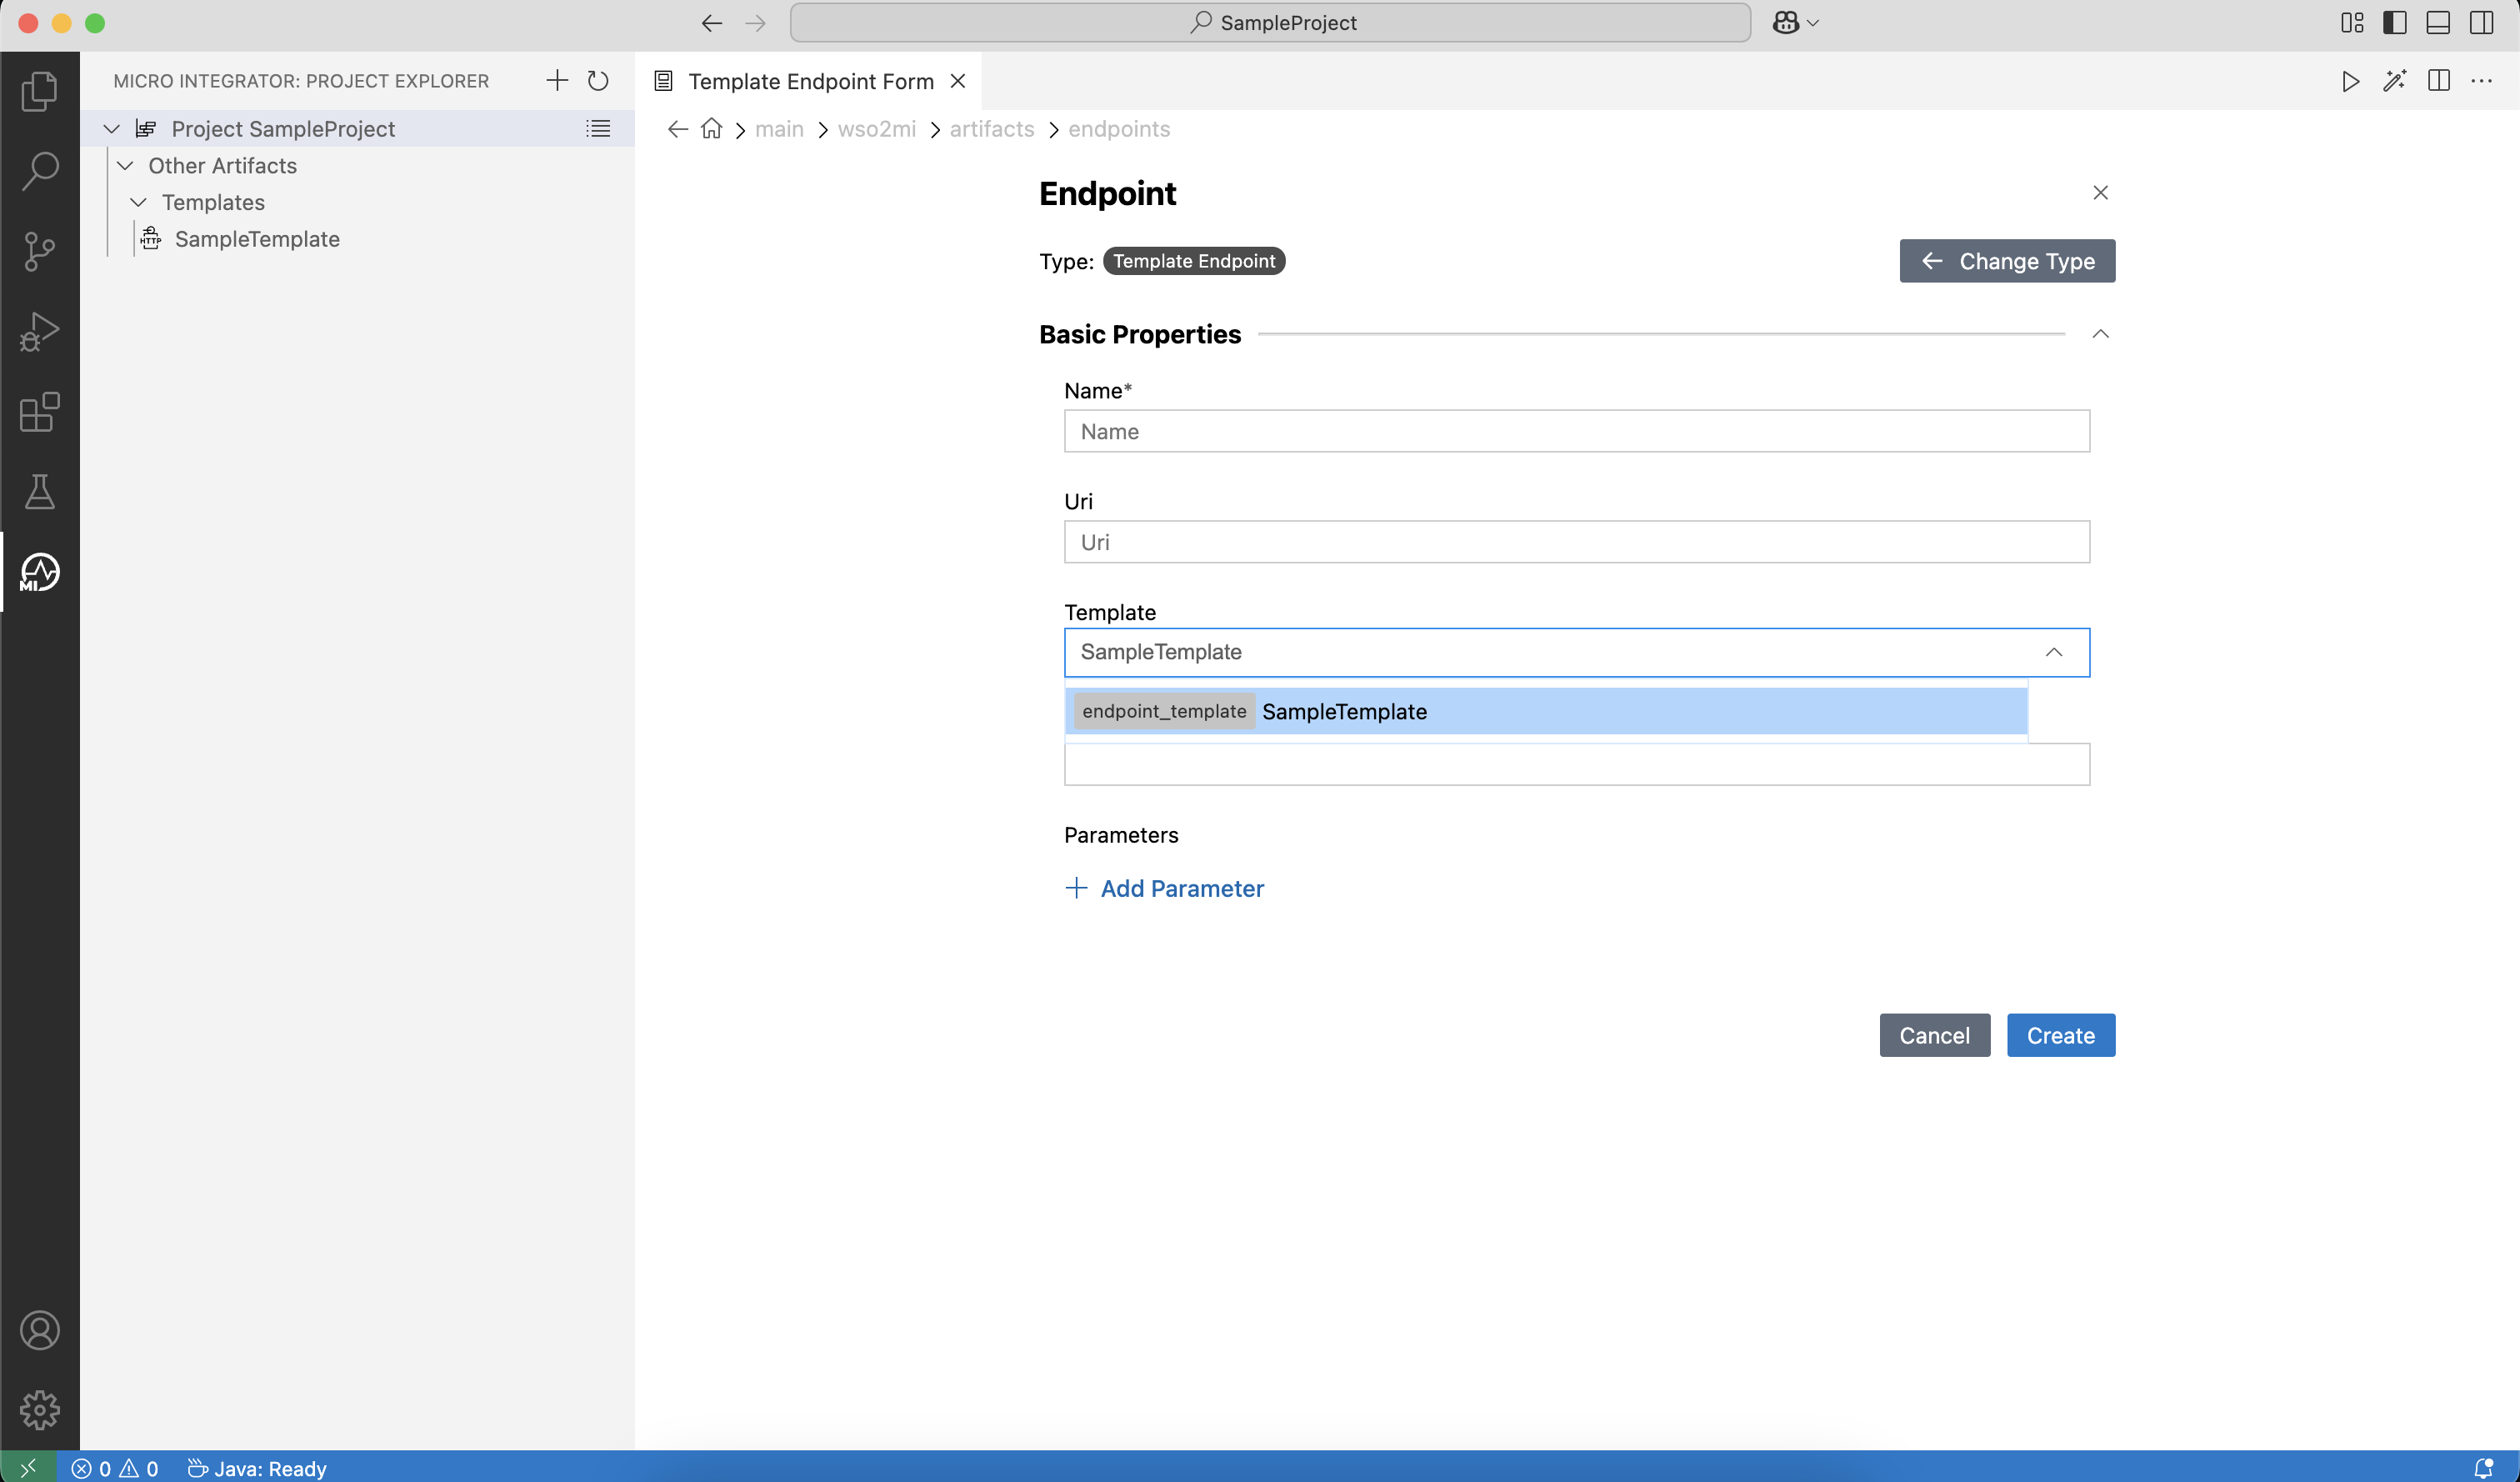 SampleProject
MICRO INTEGRATOR: PROJECT EXPLORER
Template Endpoint Form
Project SampleProject
main
wso2mi
artifacts
endpoints
Other Artifacts
Templates
HTTP
SampleTemplate
Endpoint
Type: Template Endpoint
Change Type
Basic Properties
Name*
Name
Uri
Uri
Template
SampleTemplate
endpoint_template SampleTemplate
Parameters
Add Parameter
Cancel
Create
MI
0
0
Java: Ready